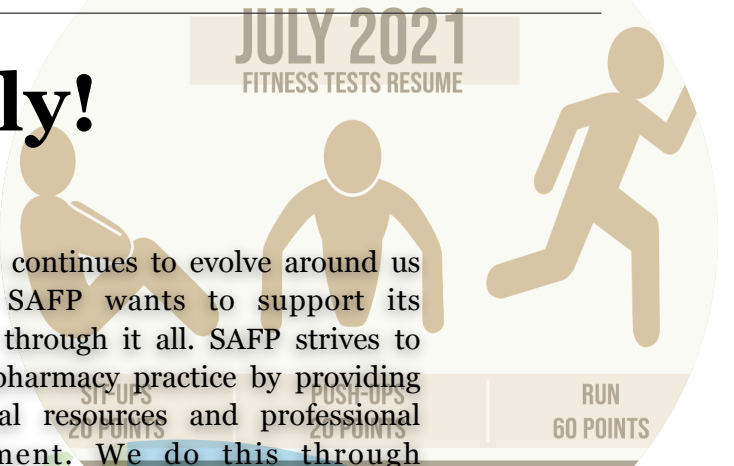 JULY 2021
FITNESS TESTS RESUME
ly!
continues to evolve around us
SAFP wants to support its
through it all. SAFP strives to
pharmacy practice by providing
al resources and professional
ment. We do this through
SIT-UPS
20 POINTS
PUSH-OPS
20 POINTS
RUN
60 POINTS